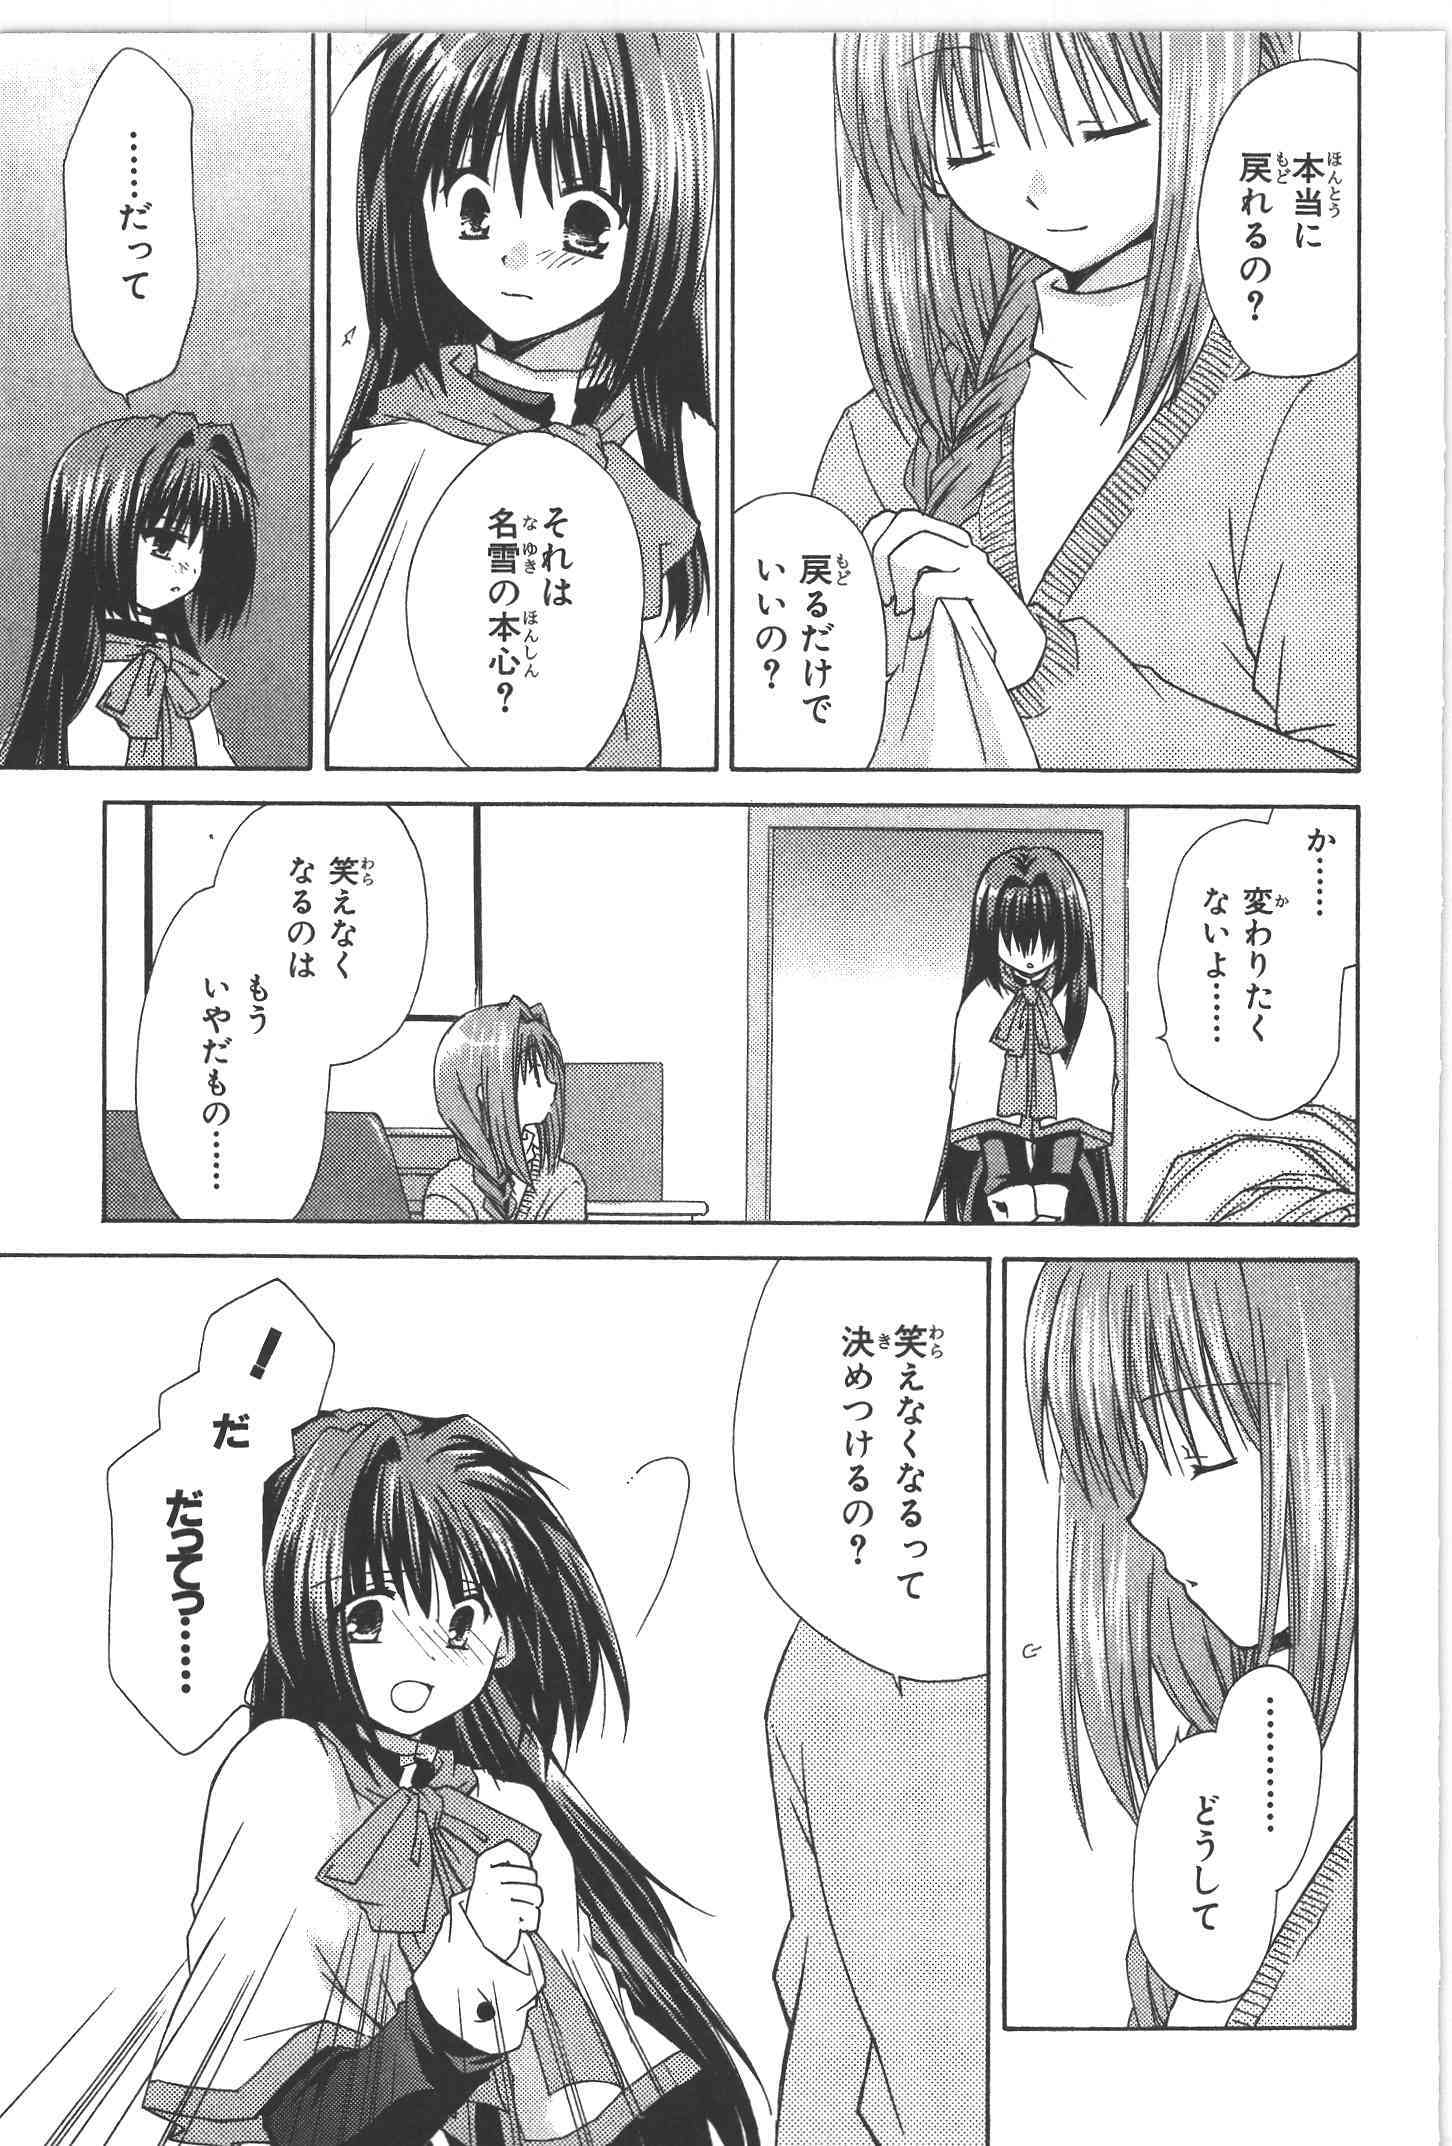 本当に
戻れるの？
戻るだけで
いいの？
それは
名雪の本心？
……だって
か……
変わりたく
ないよ………
笑えなく
なるのは
もう
いやだもの……
…………
どうして
笑えなくなるって
決めつけるの？
！
だ
だってっ………